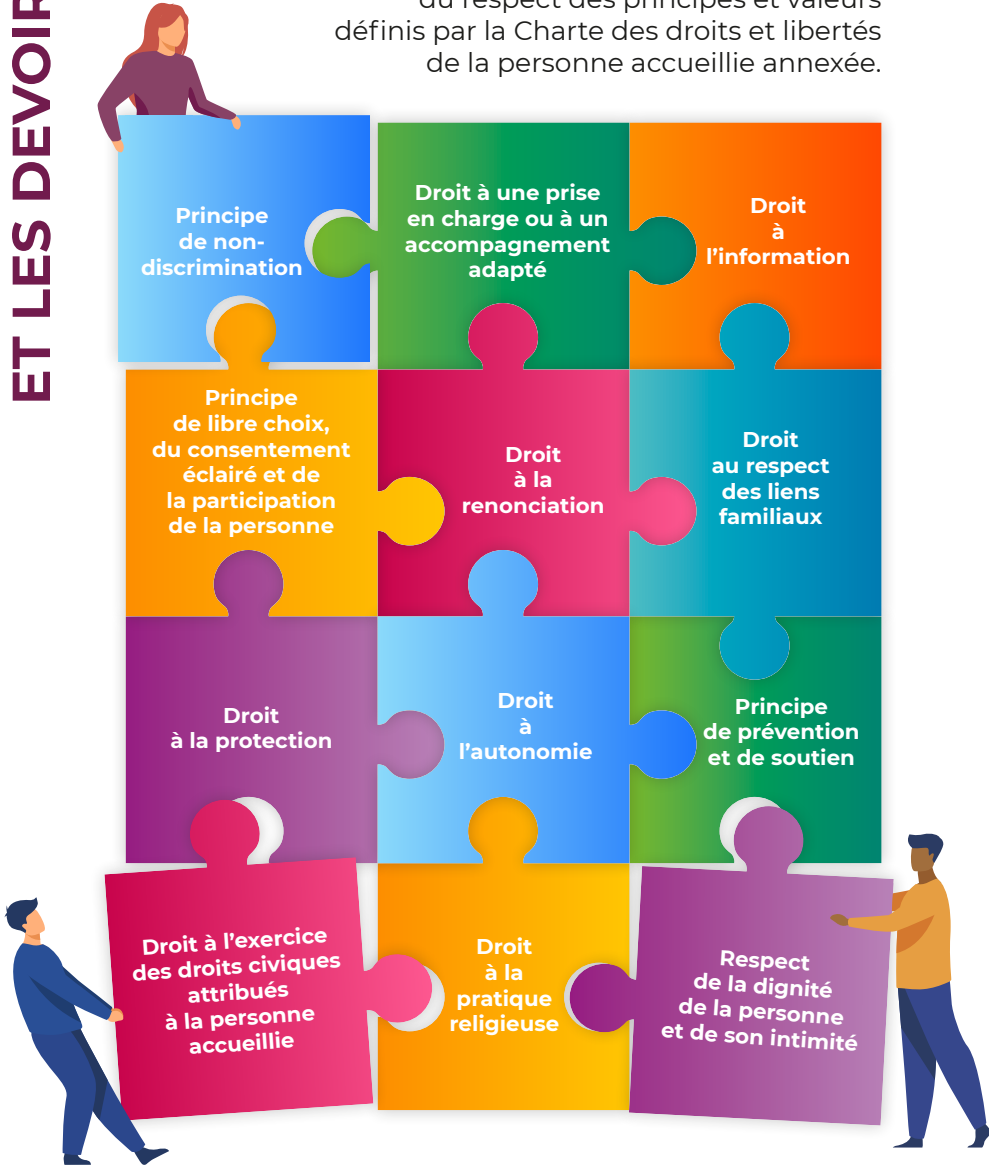 ET LES DEVOIR
du respect des principes et valeurs
définis par la Charte des droits et libertés
de la personne accueillie annexée.
Principe
de non-
discrimination
Droit à une prise
en charge ou à un
accompagnement
adapté
Droit
à
l’information
Principe
de libre choix,
du consentement
éclairé et de
la participation
de la personne
Droit
à la
renonciation
Droit
au respect
des liens
familiaux
Droit
à la protection
Droit
à
l’autonomie
Principe
de prévention
et de soutien
Droit à l’exercice
des droits civiques
attribués
à la personne
accueillie
Droit
à la
pratique
religieuse
Respect
de la dignité
de la personne
et de son intimité